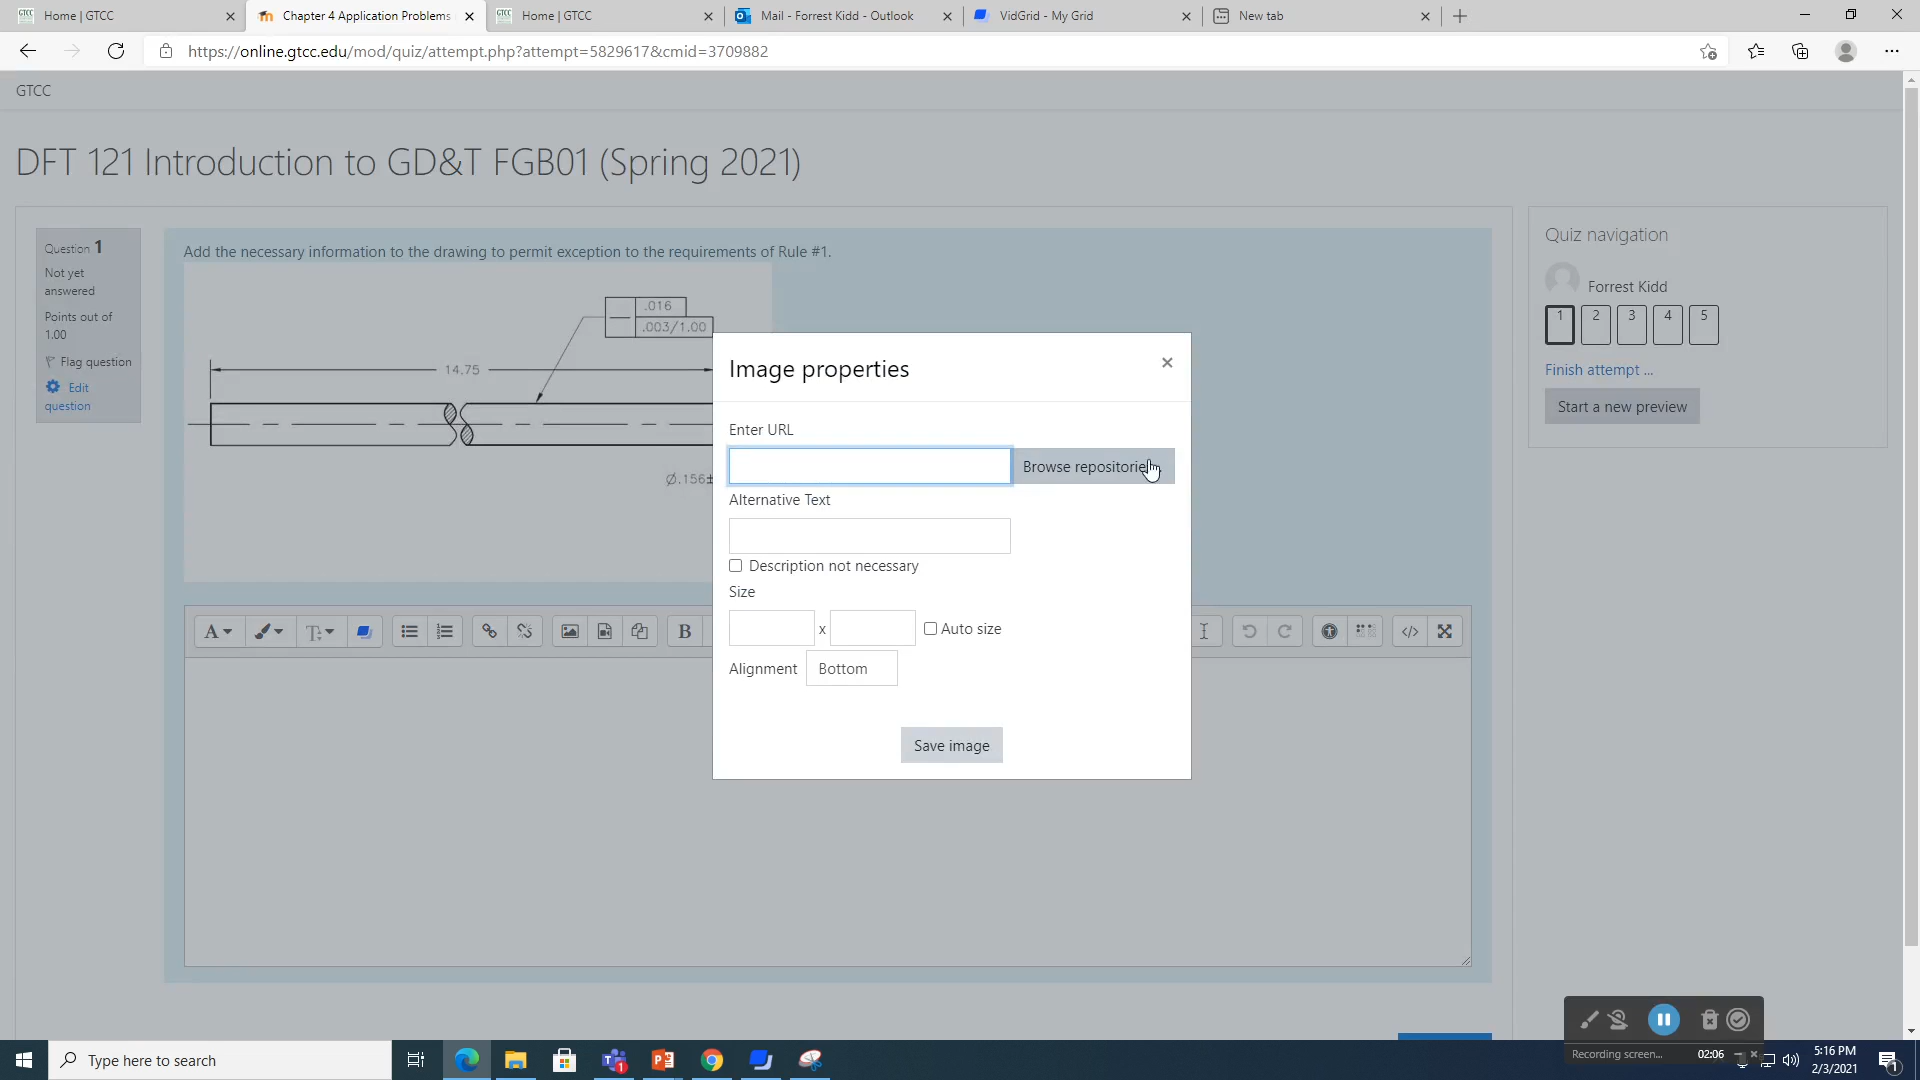 Home | GTCC
Chapter 4 Application Problems
Home | GTCC
Mail - Forrest Kidd - Outlook
VidGrid - My Grid
New tab
https://online.gtcc.edu/mod/quiz/attempt.php?attempt=5829617&cmid=3709882
GTCC
DFT 121 Introduction to GD&T FGB01 (Spring 2021)
Question 1
Not yet
answered
Points out of
1.00
Flag question
Edit
question
Add the necessary information to the drawing to permit exception to the requirements of Rule #1.
.016
.003/1.00
14.75
Ø.156±
Image properties
Enter URL
Browse repositories
Alternative Text
Description not necessary
Size
x
Auto size
Alignment
Bottom
Save image
Quiz navigation
Forrest Kidd
1 2 3 4 5
Finish attempt ...
Start a new preview
Recording screen...
02:06
Type here to search
5:16 PM
2/3/2021